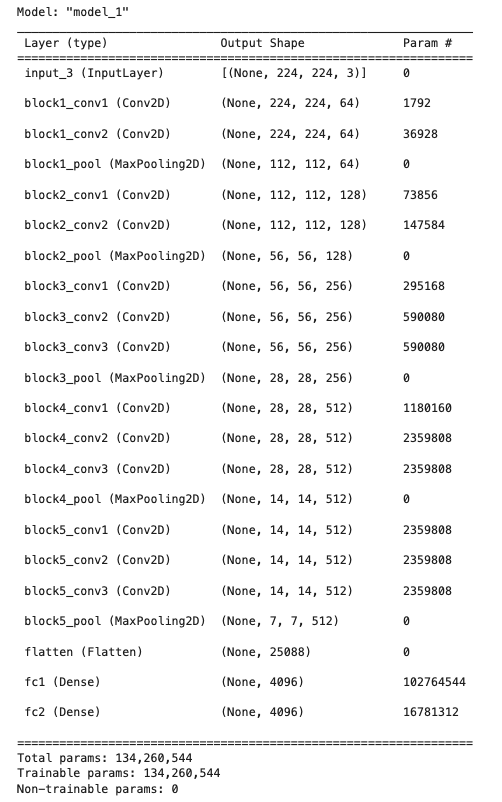 Model: "model_1"
Layer (type) Output Shape Param #
input_3 (InputLayer) [(None, 224, 224, 3)] 0
block1_conv1 (Conv2D) (None, 224, 224, 64) 1792
block1_conv2 (Conv2D) (None, 224, 224, 64) 36928
block1_pool (MaxPooling2D) (None, 112, 112, 64) 0
block2_conv1 (Conv2D) (None, 112, 112, 128) 73856
block2_conv2 (Conv2D) (None, 112, 112, 128) 147584
block2_pool (MaxPooling2D) (None, 56, 56, 128) 0
block3_conv1 (Conv2D) (None, 56, 56, 256) 295168
block3_conv2 (Conv2D) (None, 56, 56, 256) 590080
block3_conv3 (Conv2D) (None, 56, 56, 256) 590080
block3_pool (MaxPooling2D) (None, 28, 28, 256) 0
block4_conv1 (Conv2D) (None, 28, 28, 512) 1180160
block4_conv2 (Conv2D) (None, 28, 28, 512) 2359808
block4_conv3 (Conv2D) (None, 28, 28, 512) 2359808
block4_pool (MaxPooling2D) (None, 14, 14, 512) 0
block5_conv1 (Conv2D) (None, 14, 14, 512) 2359808
block5_conv2 (Conv2D) (None, 14, 14, 512) 2359808
block5_conv3 (Conv2D) (None, 14, 14, 512) 2359808
block5_pool (MaxPooling2D) (None, 7, 7, 512) 0
flatten (Flatten) (None, 25088) 0
fc1 (Dense) (None, 4096) 102764544
fc2 (Dense) (None, 4096) 16781312
Total params: 134,260,544
Trainable params: 134,260,544
Non-trainable params: 0